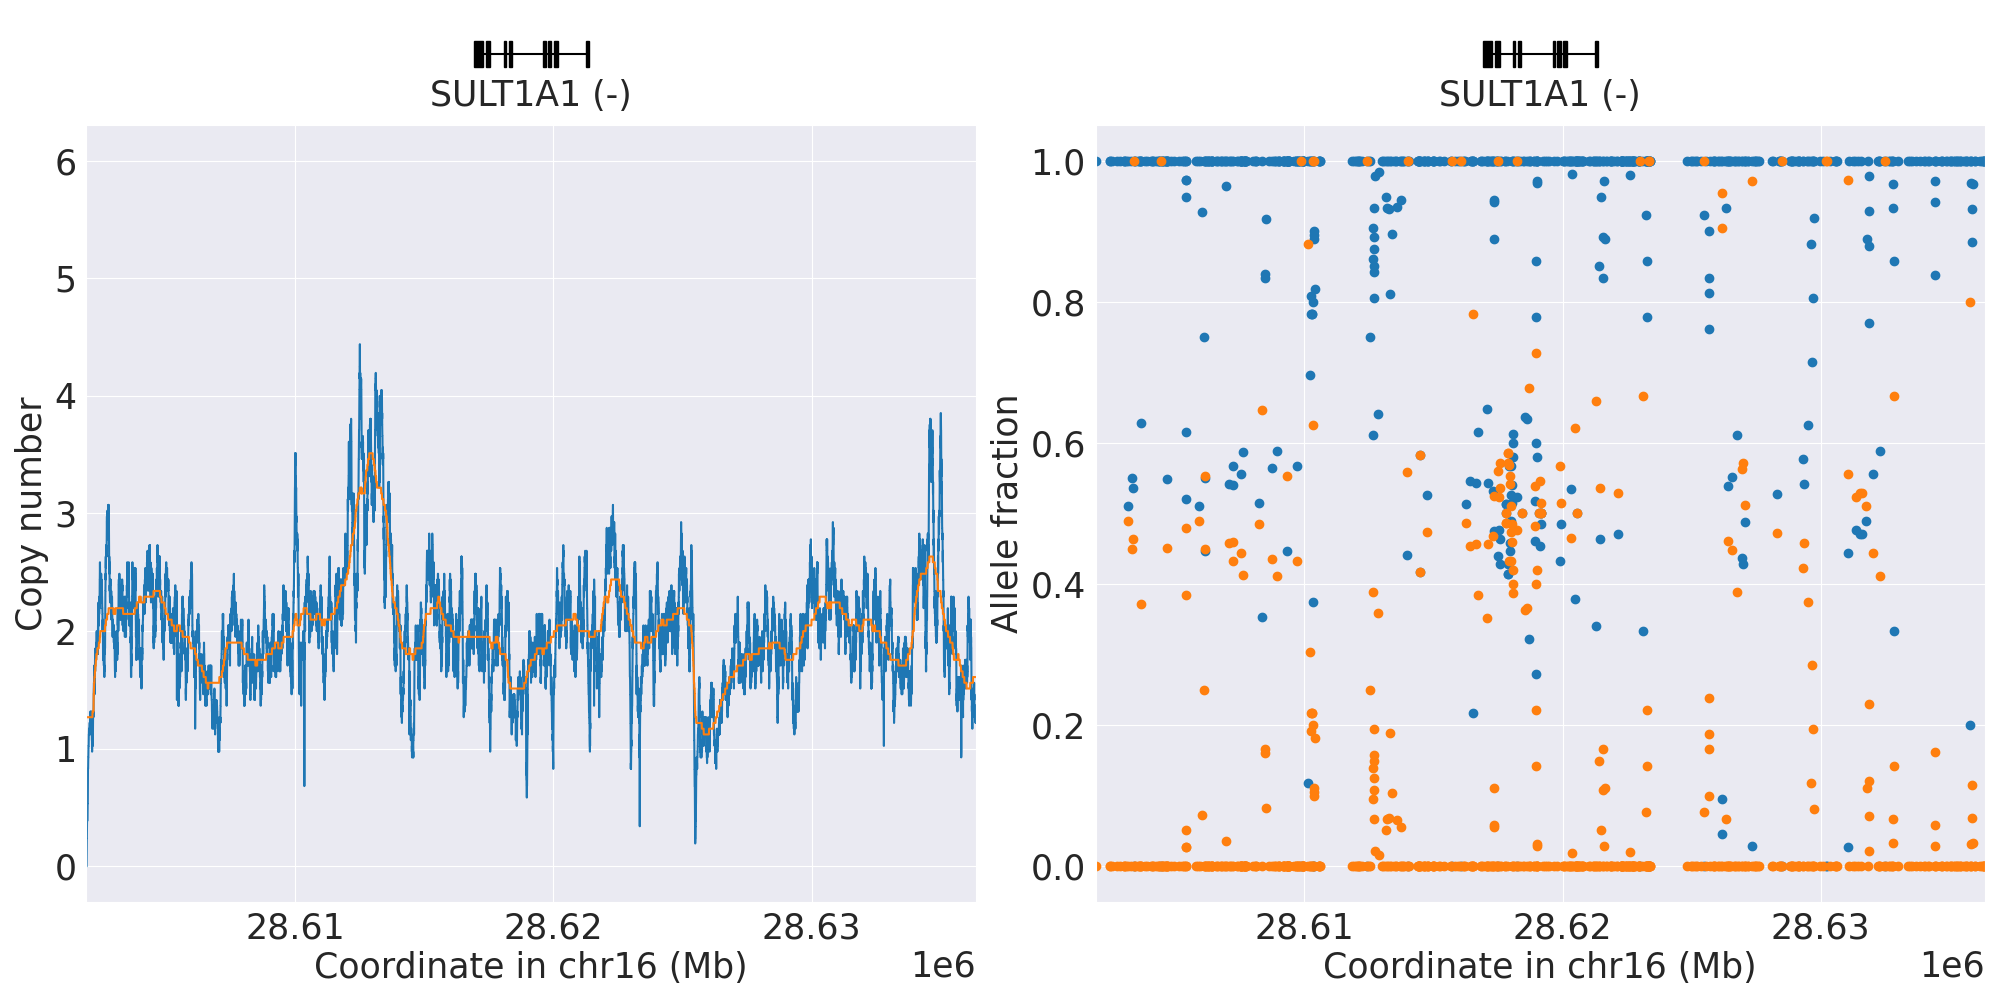 SULT1A1 (-)
6
5
4
3
2
1
0
Copy number
28.61
28.62
28.63
Coordinate in chr16 (Mb)
1e6
SULT1A1 (-)
1.0
0.8
0.6
0.4
0.2
0.0
Allele fraction
28.61
28.62
28.63
Coordinate in chr16 (Mb)
1e6